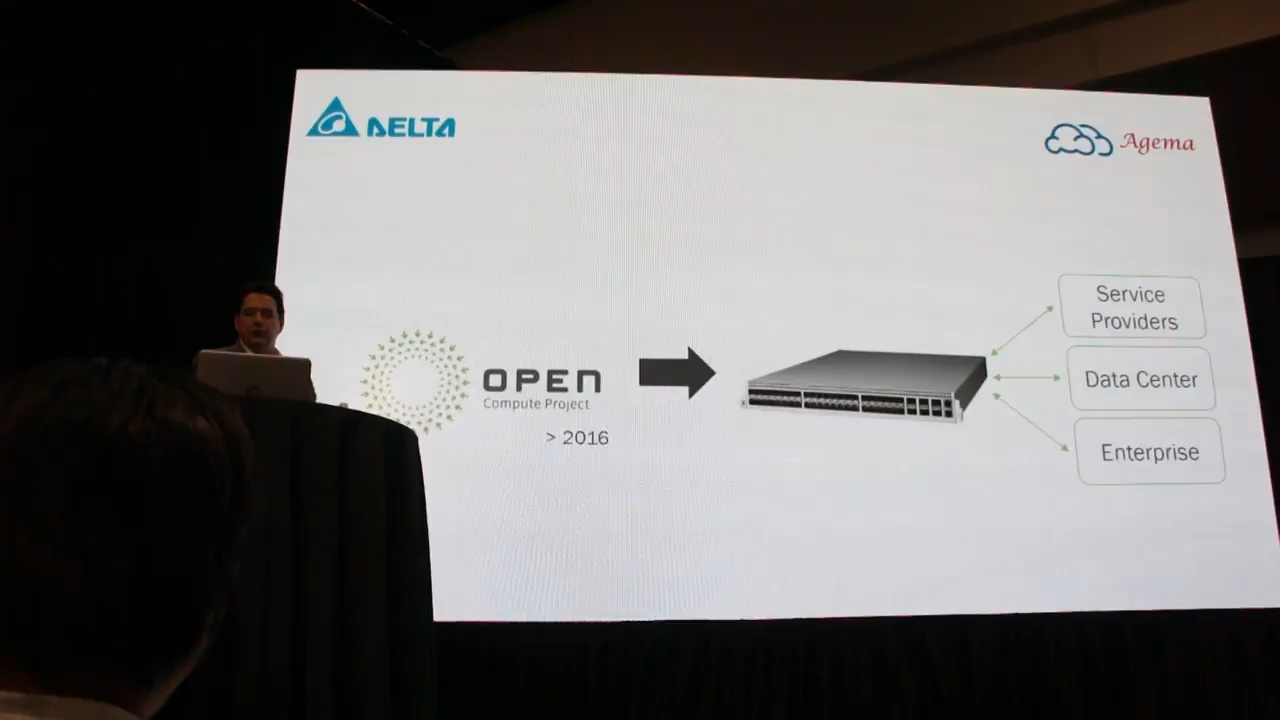 DELTA
Agema
OPEN
Compute Project
> 2016
Service
Providers
Data Center
Enterprise